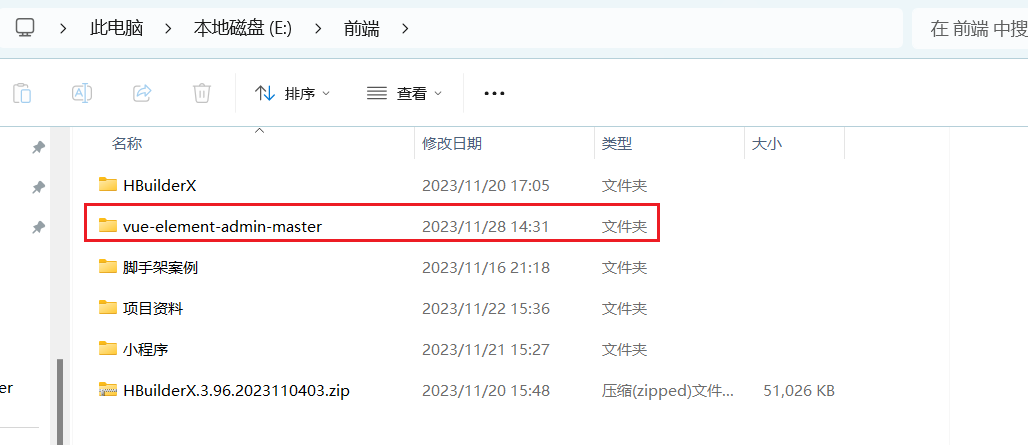 此电脑 本地磁盘 (E:) 前端 在 前端 中搜
排序 查看
名称 修改日期 类型 大小
HBuilderX 2023/11/20 17:05 文件夹
vue-element-admin-master 2023/11/28 14:31 文件夹
脚手架案例 2023/11/16 21:18 文件夹
项目资料 2023/11/22 15:36 文件夹
小程序 2023/11/21 15:27 文件夹
er HBuilderX.3.96.2023110403.zip 2023/11/20 15:48 压缩(zipped)文件... 51,026 KB